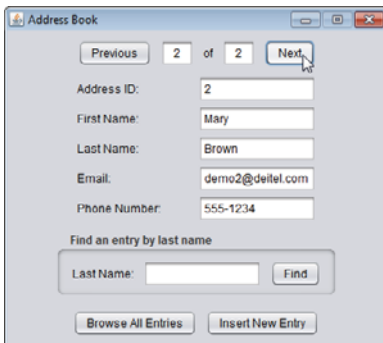 Address Book
Previous 2 of 2 Next
Address ID: 2
First Name: Mary
Last Name: Brown
Email: demo2@deitel.com
Phone Number: 555-1234
Find an entry by last name
Last Name: Find
Browse All Entries Insert New Entry